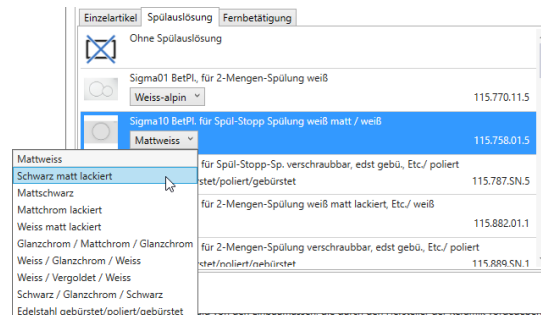 Einzelartikel Spülauslösung Fernbetätigung
Ohne Spülauslösung
Sigma01 BetPl., für 2-Mengen-Spülung weiß
Weiss-alpin
115.770.11.5
Sigma10 BetPl. für Spül-Stopp Spülung weiß matt / weiß
Mattweiss
115.758.01.5
für Spül-Stopp-Sp. verschraubbar, edst gebü., Etc./ poliert
rstet/poliert/gebürstet
115.787.SN.5
für 2-Mengen-Spülung weiß matt lackiert, Etc./ weiß
115.882.01.1
für 2-Mengen-Spülung verschraubbar, edst gebü., Etc./ poliert
rstet/poliert/gebürstet
115.889.SN.1
Mattweiss
Schwarz matt lackiert
Mattschwarz
Mattchrom lackiert
Weiss matt lackiert
Glanzchrom / Mattchrom / Glanzchrom
Weiss / Glanzchrom / Weiss
Weiss / Vergoldet / Weiss
Schwarz / Glanzchrom / Schwarz
Edelstahl gebürstet/poliert/gebürstet